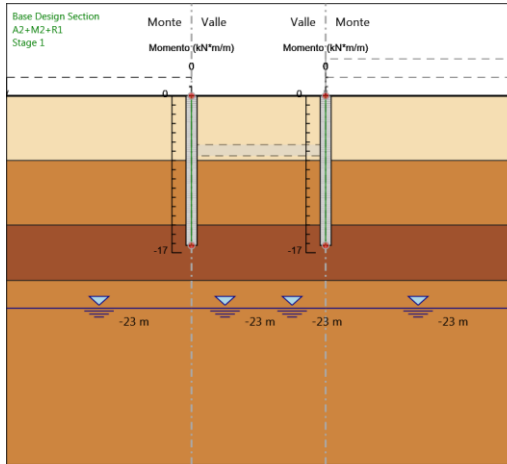 Base Design Section
A2+M2+R1
Stage 1
Monte Valle Valle Monte
Momento (kN*m/m) Momento (kN*m/m)
0 0
0 0
-17 -17
-23 m -23 m -23 m -23 m